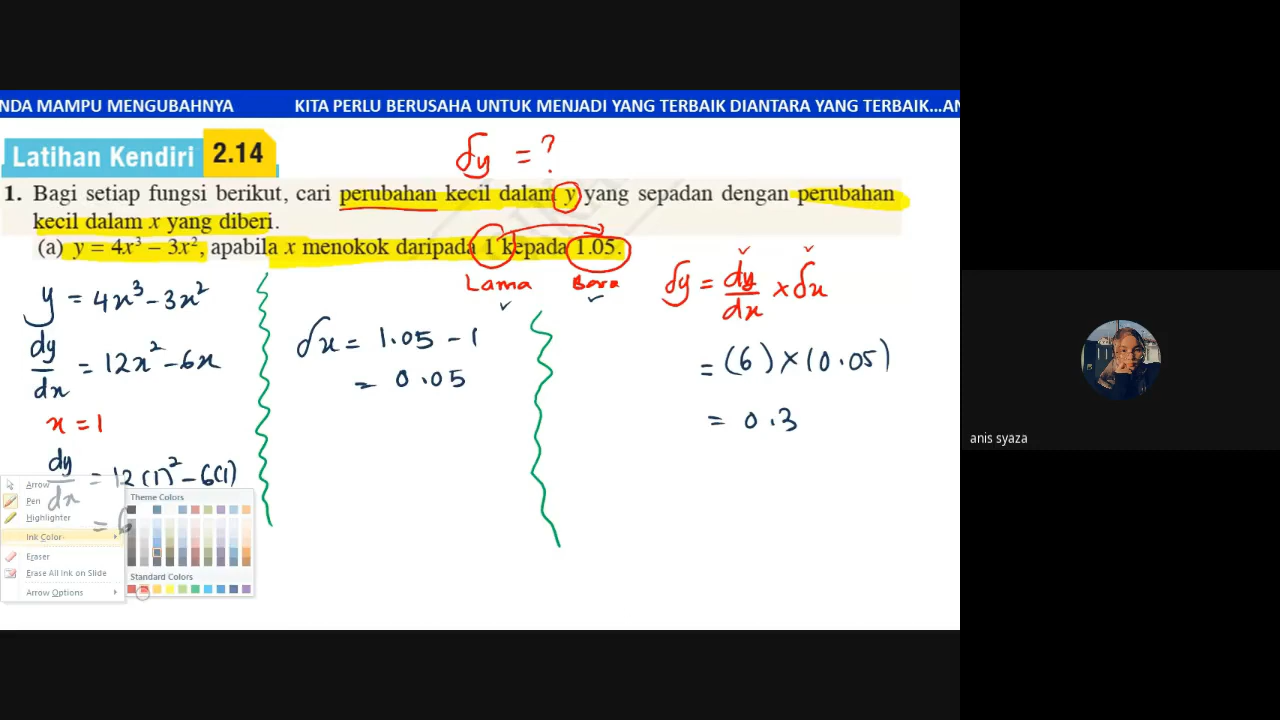 NDA MAMPU MENGUBAHNYA KITA PERLU BERUSAHA UNTUK MENJADI YANG TERBAIK DIANTARA YANG TERBAIK...AN
Latihan Kendiri 2.14
δy = ?
1. Bagi setiap fungsi berikut, cari perubahan kecil dalam y yang sepadan dengan perubahan
kecil dalam x yang diberi.
(a) y = 4x³ – 3x², apabila x menokok daripada 1 kepada 1.05.
Lama Baru
y = 4x³ – 3x²
dy/dx = 12x² – 6x
x = 1
dy/dx = 12(1)² – 6(1)
= 6
δx = 1.05 – 1
= 0.05
δy = dy/dx × δx
= (6) × (0.05)
= 0.3
Arrow
Pen
Highlighter
Ink Color
Eraser
Erase All Ink on Slide
Arrow Options
Theme Colors
Standard Colors
anis syaza